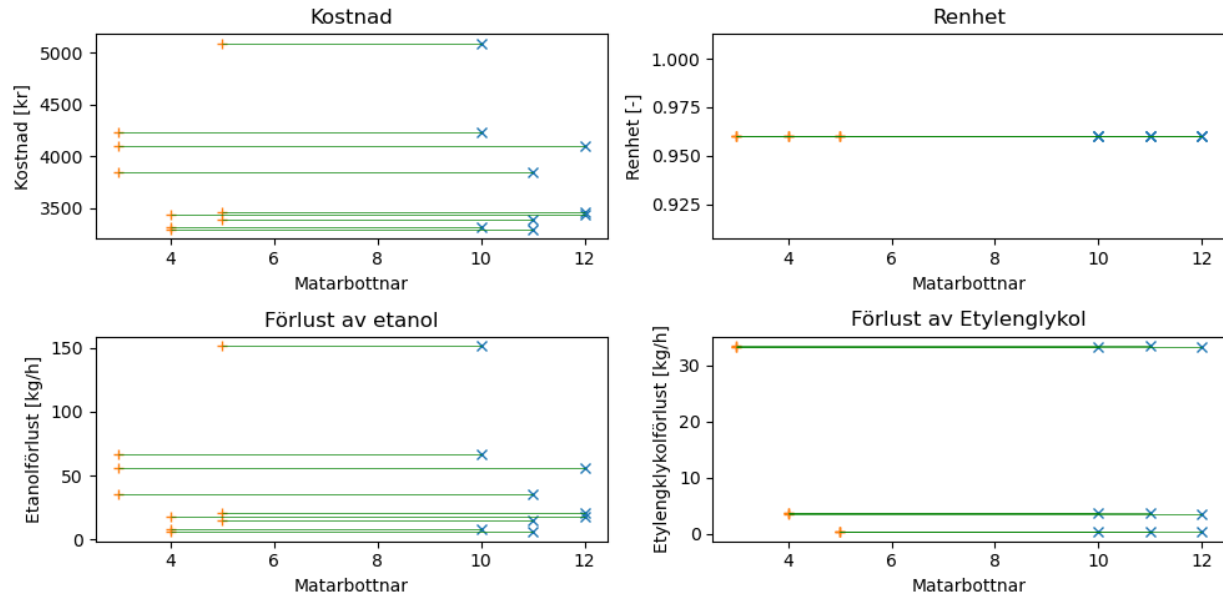 Kostnad
Kostnad [kr]
5000
4500
4000
3500
4 6 8 10 12
Matarbottnar
Renhet
Renhet [-]
1.000
0.975
0.950
0.925
4 6 8 10 12
Matarbottnar
Förlust av etanol
Etanolförlust [kg/h]
150
100
50
0
4 6 8 10 12
Matarbottnar
Förlust av Etylenglykol
Etylengklykolförlust [kg/h]
30
20
10
0
4 6 8 10 12
Matarbottnar